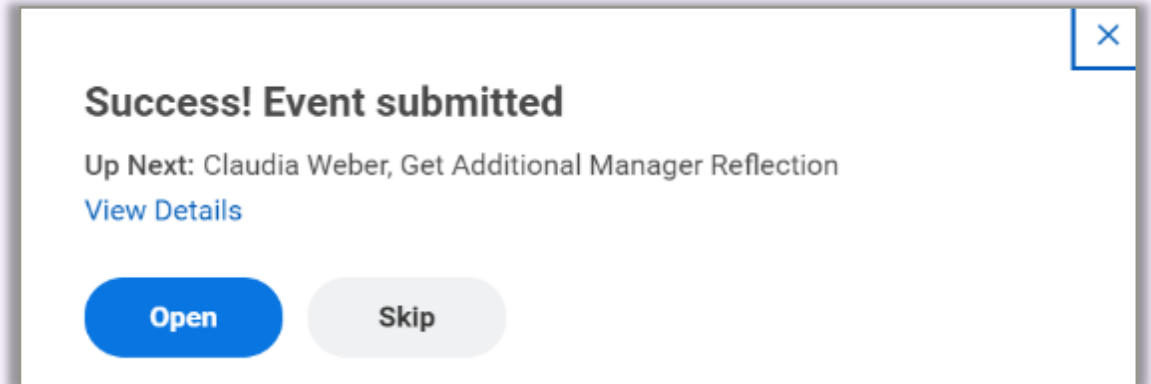 Success! Event submitted
Up Next: Claudia Weber, Get Additional Manager Reflection
View Details
Open
Skip